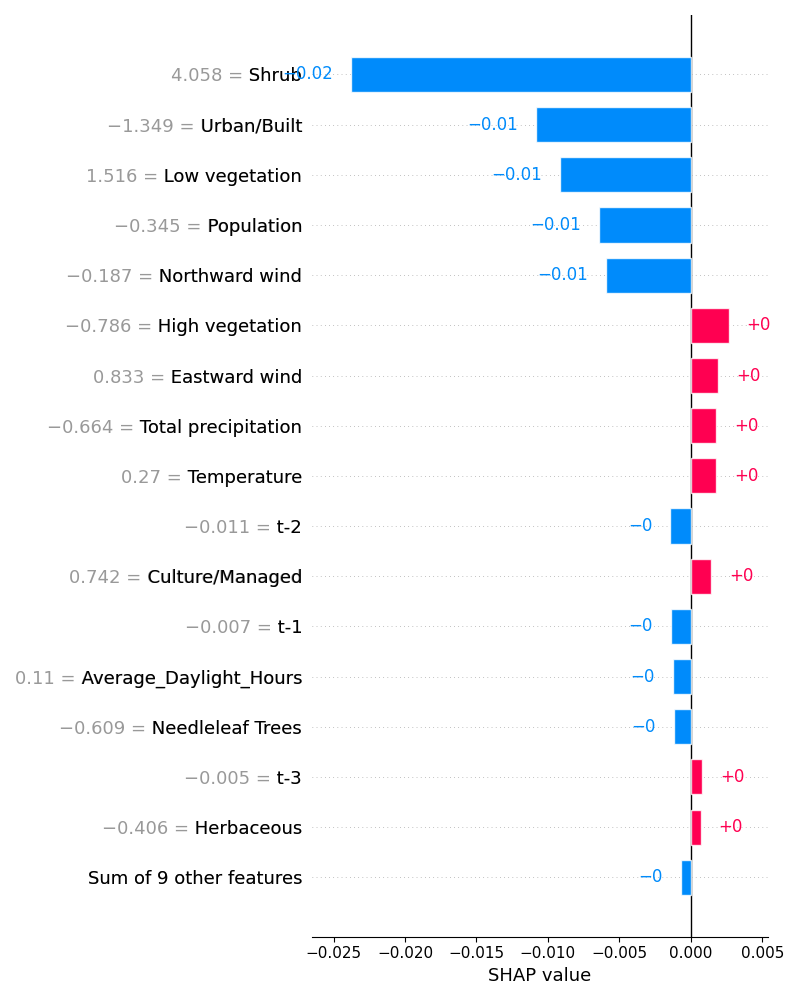 4.058 = Shrub −0.02
−1.349 = Urban/Built −0.01
1.516 = Low vegetation −0.01
−0.345 = Population −0.01
−0.187 = Northward wind −0.01
−0.786 = High vegetation +0
0.833 = Eastward wind +0
−0.664 = Total precipitation +0
0.27 = Temperature +0
−0.011 = t-2 −0
0.742 = Culture/Managed +0
−0.007 = t-1 −0
0.11 = Average_Daylight_Hours −0
−0.609 = Needleleaf Trees −0
−0.005 = t-3 +0
−0.406 = Herbaceous +0
Sum of 9 other features −0
−0.025 −0.020 −0.015 −0.010 −0.005 0.000 0.005
SHAP value